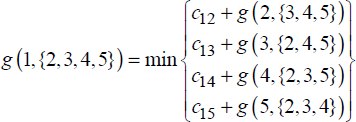 c₁₂ + g(2,{3,4,5})
c₁₃ + g(3,{2,4,5})
g(1,{2,3,4,5}) = min
c₁₄ + g(4,{2,3,5})
c₁₅ + g(5,{2,3,4})